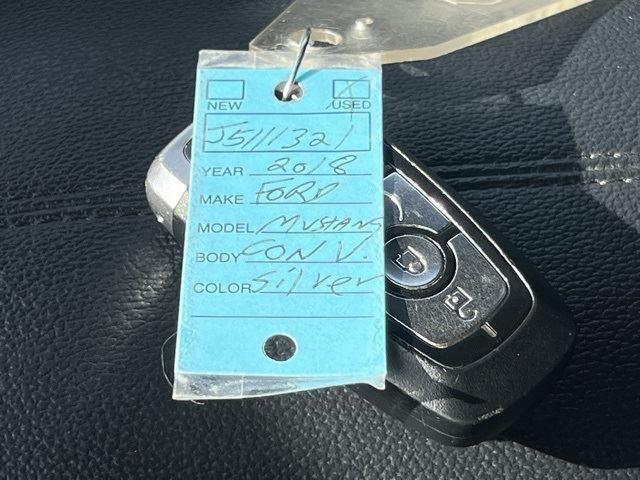 NEW USED
J5111321
YEAR 2018
MAKE FORD
MODEL MUSTANG
BODY CONV.
COLOR Silver